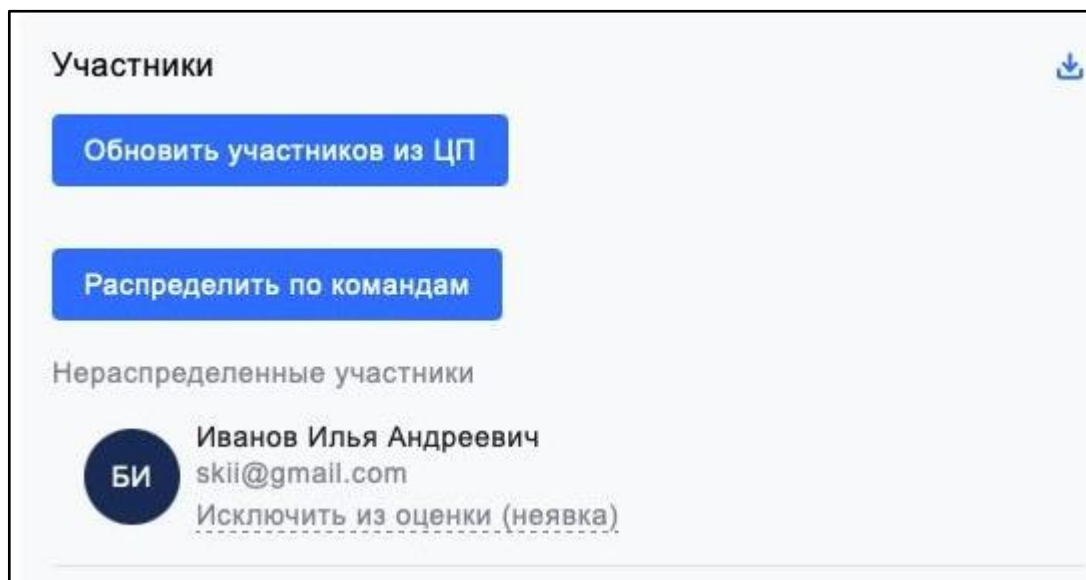 Участники
Обновить участников из ЦП
Распределить по командам
Нераспределенные участники
БИ
Иванов Илья Андреевич
skii@gmail.com
Исключить из оценки (неявка)